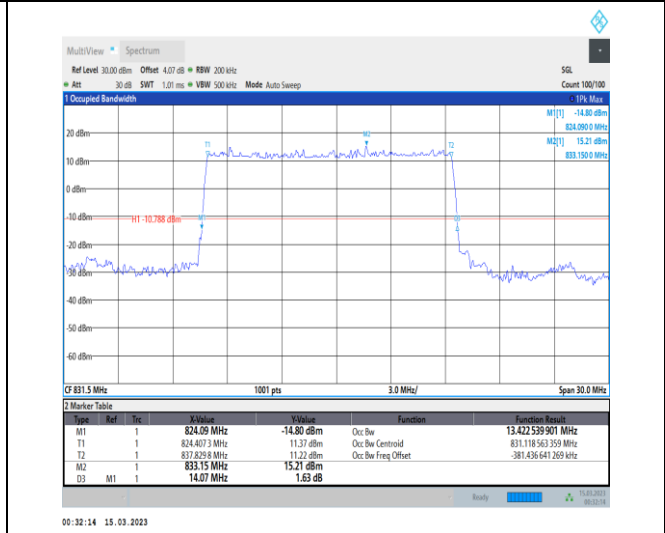 MultiView Spectrum
Ref Level 30.00 dBm Offset 4.07 dB RBW 200 kHz SGL
Att 30 dB SWT 1.01 ms VBW 500 kHz Mode Auto Sweep Count 100/100
1 Occupied Bandwidth 1Pk Max
M1[1] -14.80 dBm
824.090 0 MHz
M2[1] 15.21 dBm
833.150 0 MHz
20 dBm
T1 M2 T2
10 dBm
0 dBm
-10 dBm H1 -10.788 dBm M1 D3
-20 dBm
-30 dBm
-40 dBm
-50 dBm
-60 dBm
CF 831.5 MHz 1001 pts 3.0 MHz/ Span 30.0 MHz
2 Marker Table
Type Ref Trc X-Value Y-Value Function Function Result
M1 1 824.09 MHz -14.80 dBm Occ Bw 13.422 539 901 MHz
T1 1 824.407 3 MHz 11.37 dBm Occ Bw Centroid 831.118 563 359 MHz
T2 1 837.829 8 MHz 11.22 dBm Occ Bw Freq Offset -381.436 641 269 kHz
M2 1 833.15 MHz 15.21 dBm
D3 M1 1 14.07 MHz 1.63 dB
Ready 15.03.2023
00:32:14 15.03.2023